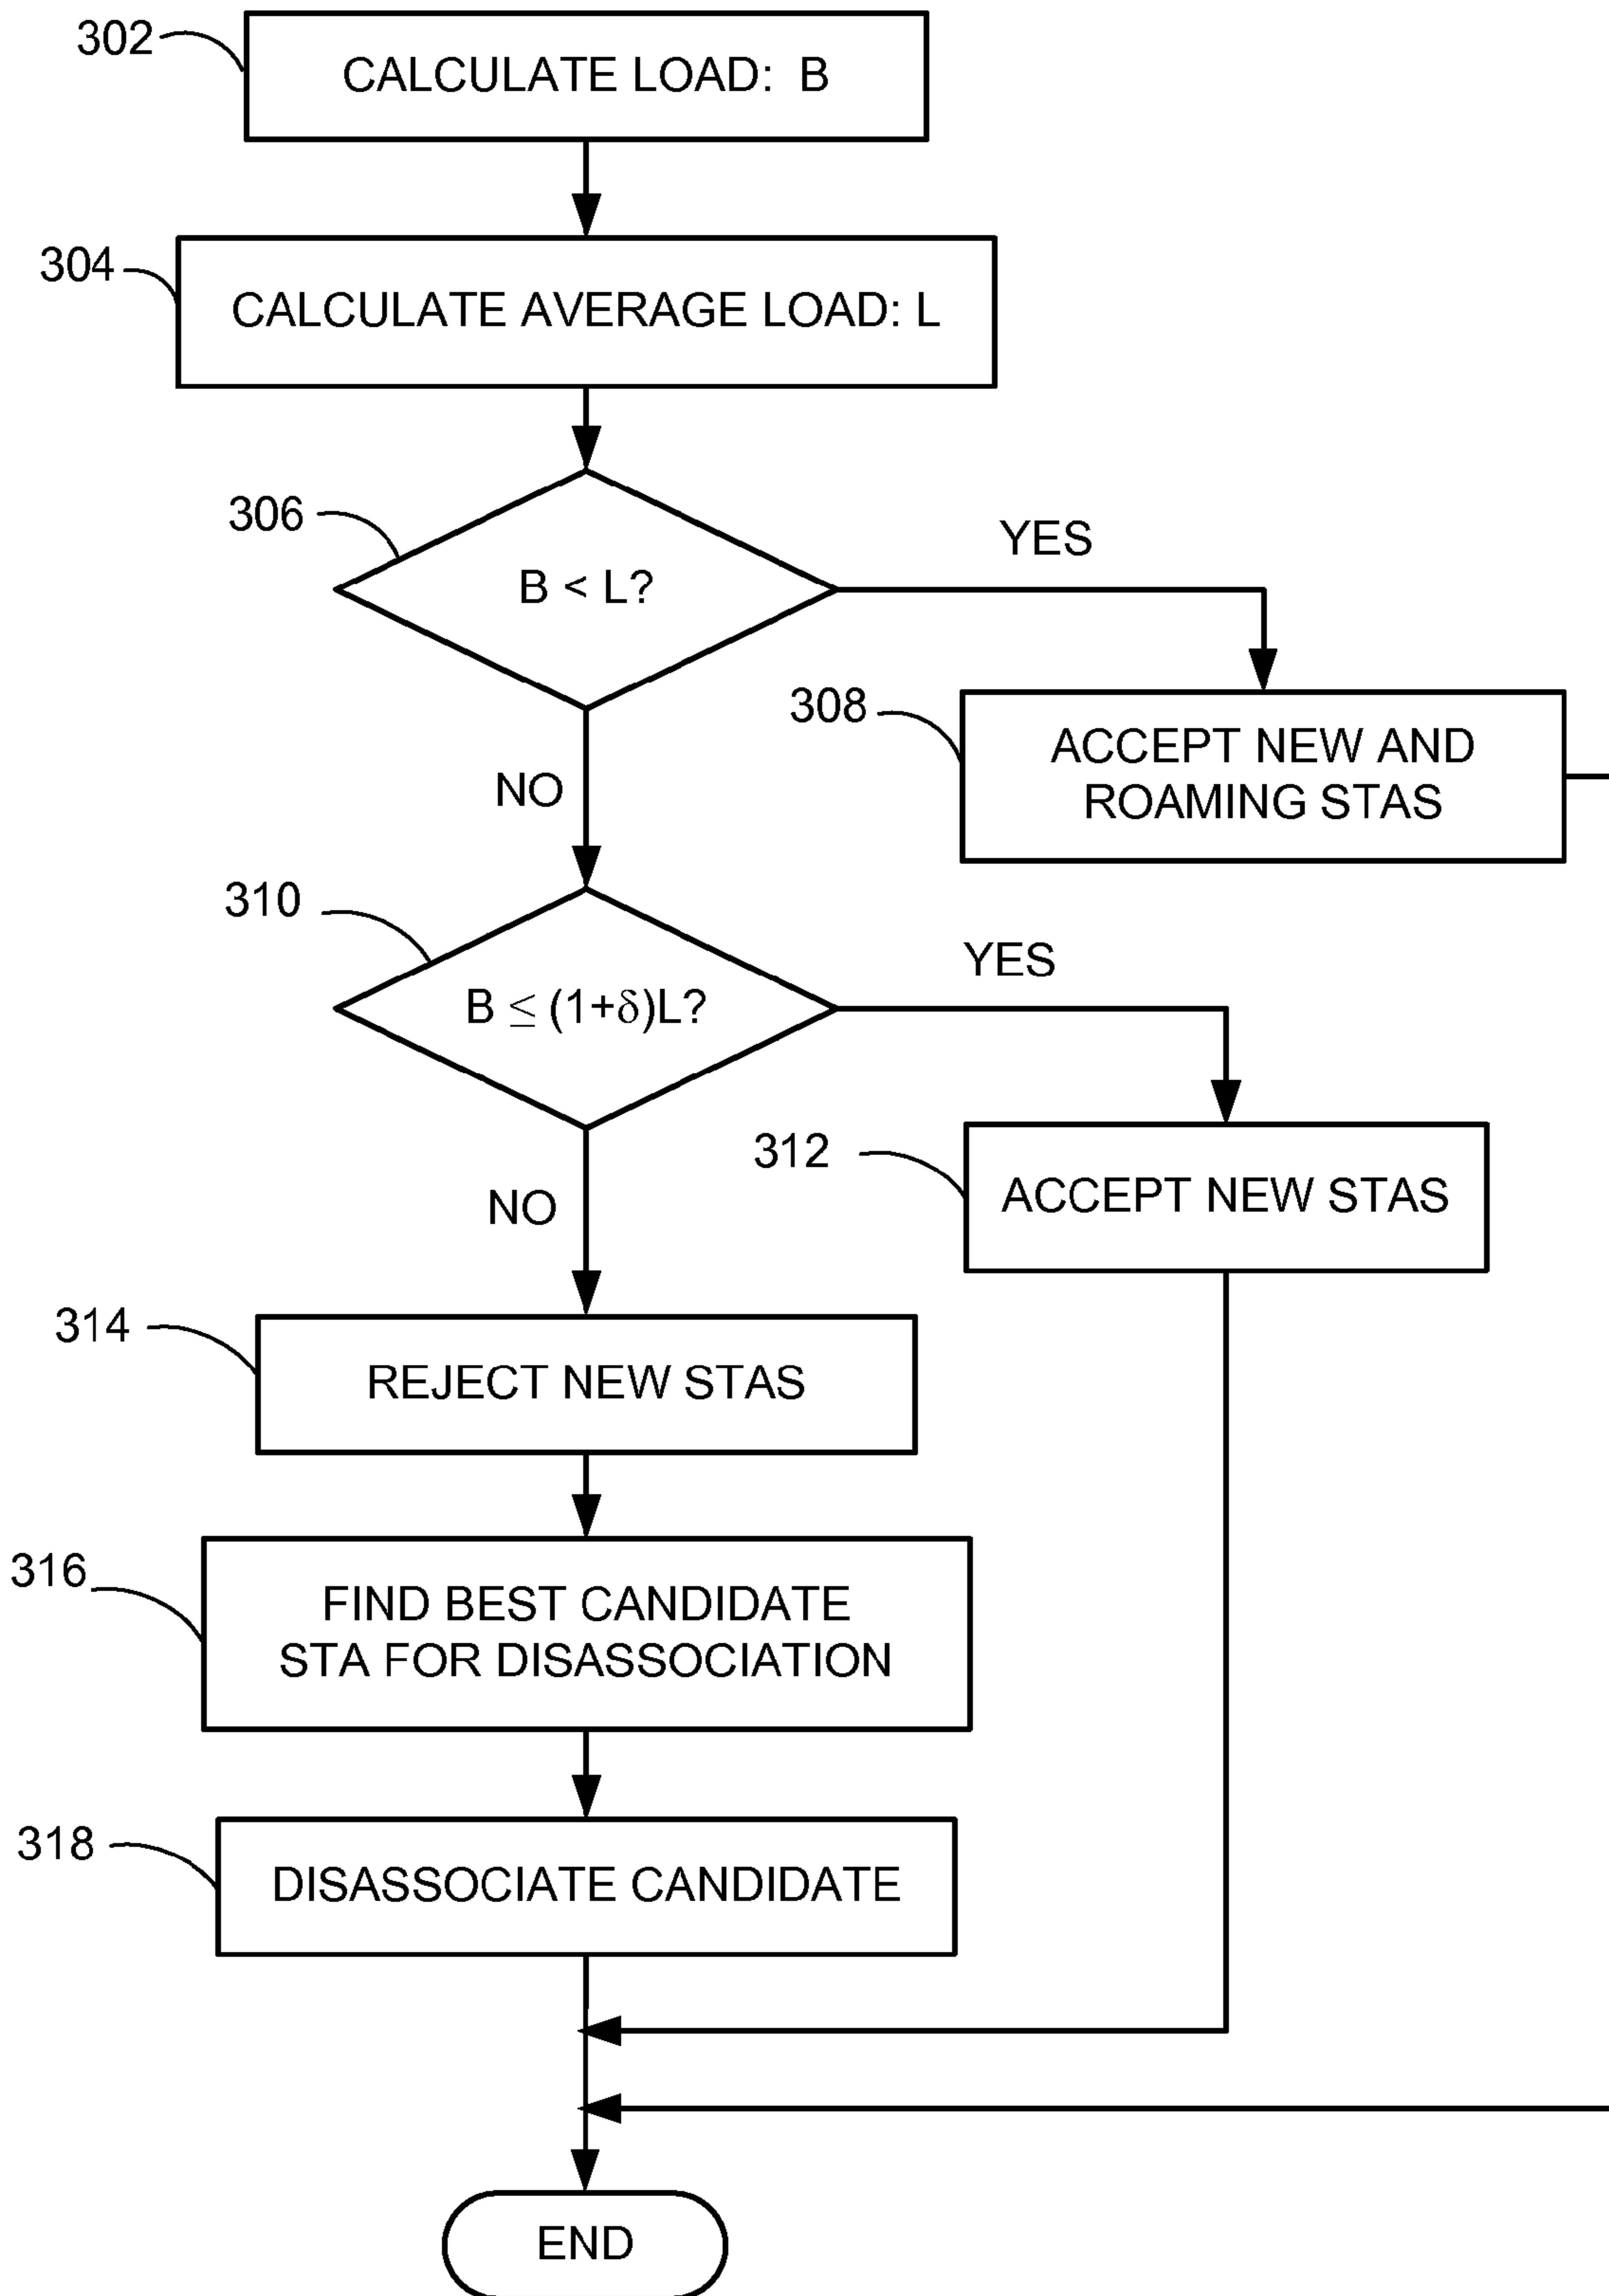 302
CALCULATE LOAD: B
304
CALCULATE AVERAGE LOAD: L
306
B < L?
YES
308
ACCEPT NEW AND
ROAMING STAS
NO
310
B ≤ (1+δ)L?
YES
312
ACCEPT NEW STAS
NO
314
REJECT NEW STAS
316
FIND BEST CANDIDATE
STA FOR DISASSOCIATION
318
DISASSOCIATE CANDIDATE
END